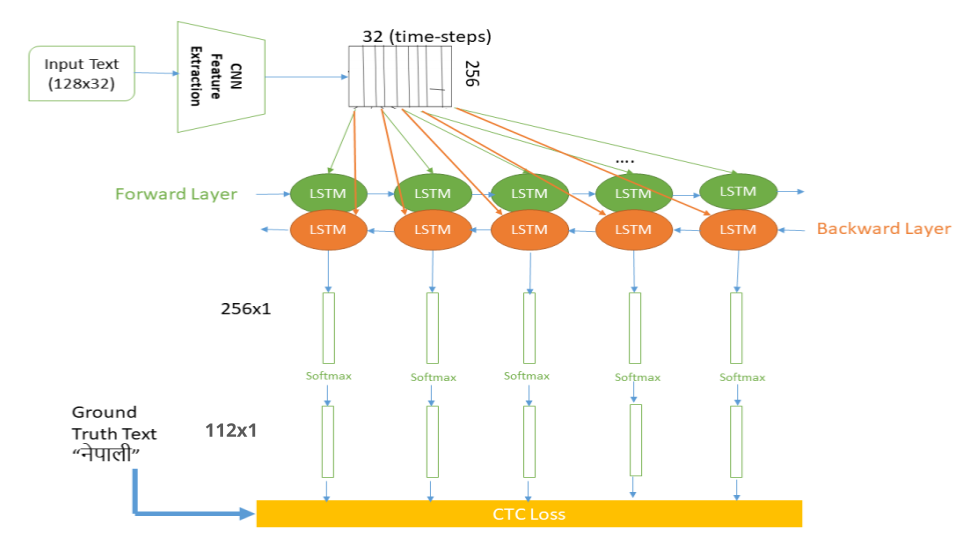 32 (time-steps)
Input Text
(128x32)
CNN
Feature
Extraction
256
....
Forward Layer
LSTM LSTM LSTM LSTM LSTM
LSTM LSTM LSTM LSTM LSTM
Backward Layer
256x1
Softmax Softmax Softmax Softmax Softmax
Ground
Truth Text
“नेपाली”
112x1
CTC Loss